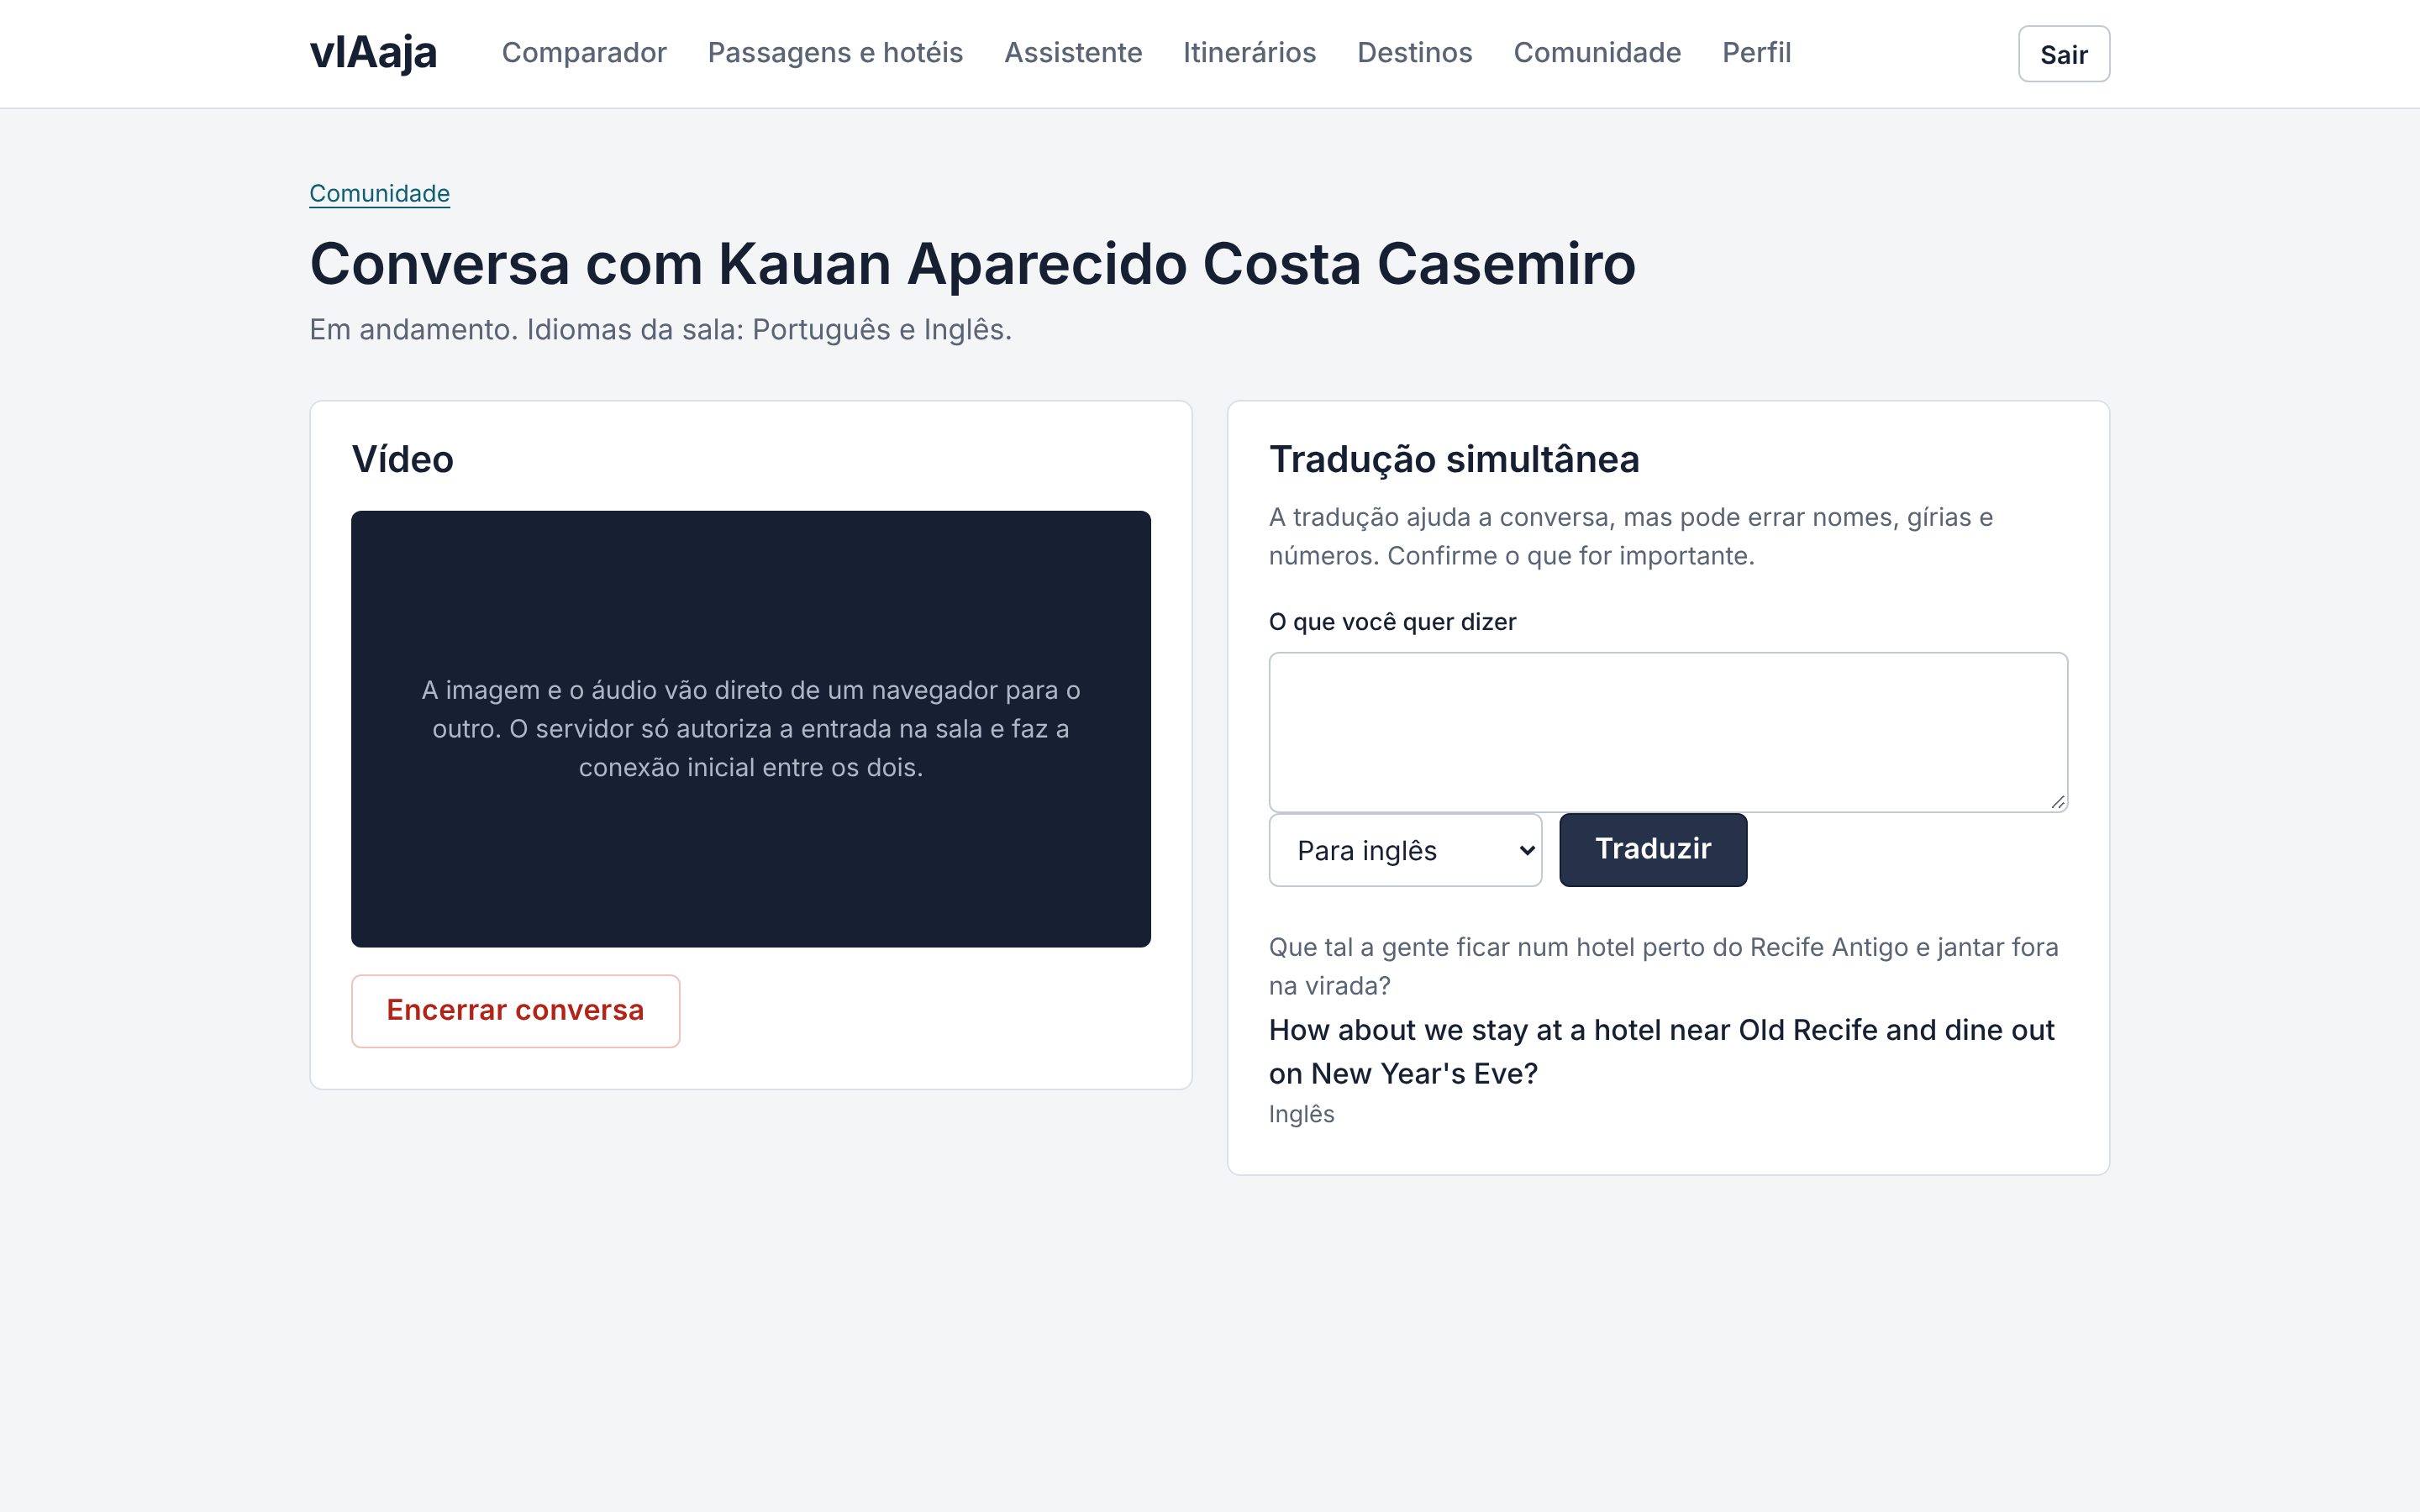 vIAaja
Comparador
Passagens e hotéis
Assistente
Itinerários
Destinos
Comunidade
Perfil
Sair
Comunidade
Conversa com Kauan Aparecido Costa Casemiro
Em andamento. Idiomas da sala: Português e Inglês.
Vídeo
A imagem e o áudio vão direto de um navegador para o
outro. O servidor só autoriza a entrada na sala e faz a
conexão inicial entre os dois.
Encerrar conversa
Tradução simultânea
A tradução ajuda a conversa, mas pode errar nomes, gírias e
números. Confirme o que for importante.
O que você quer dizer
Para inglês
Traduzir
Que tal a gente ficar num hotel perto do Recife Antigo e jantar fora
na virada?
How about we stay at a hotel near Old Recife and dine out
on New Year's Eve?
Inglês